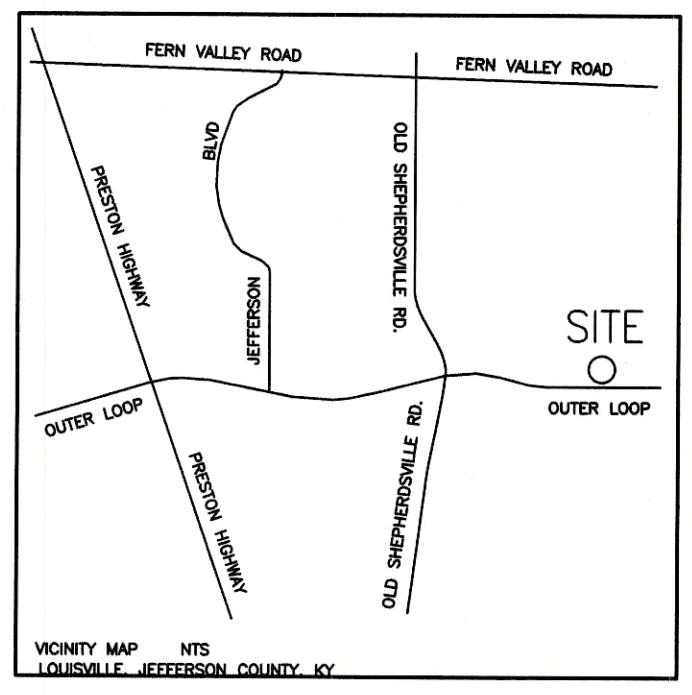 FERN VALLEY ROAD
FERN VALLEY ROAD
BLVD
OLD SHEPHERDSVILLE RD.
PRESTON HIGHWAY
JEFFERSON
SITE
OUTER LOOP
OUTER LOOP
OLD SHEPHERDSVILLE RD.
PRESTON HIGHWAY
VICINITY MAP NTS
LOUISVILLE, JEFFERSON COUNTY, KY